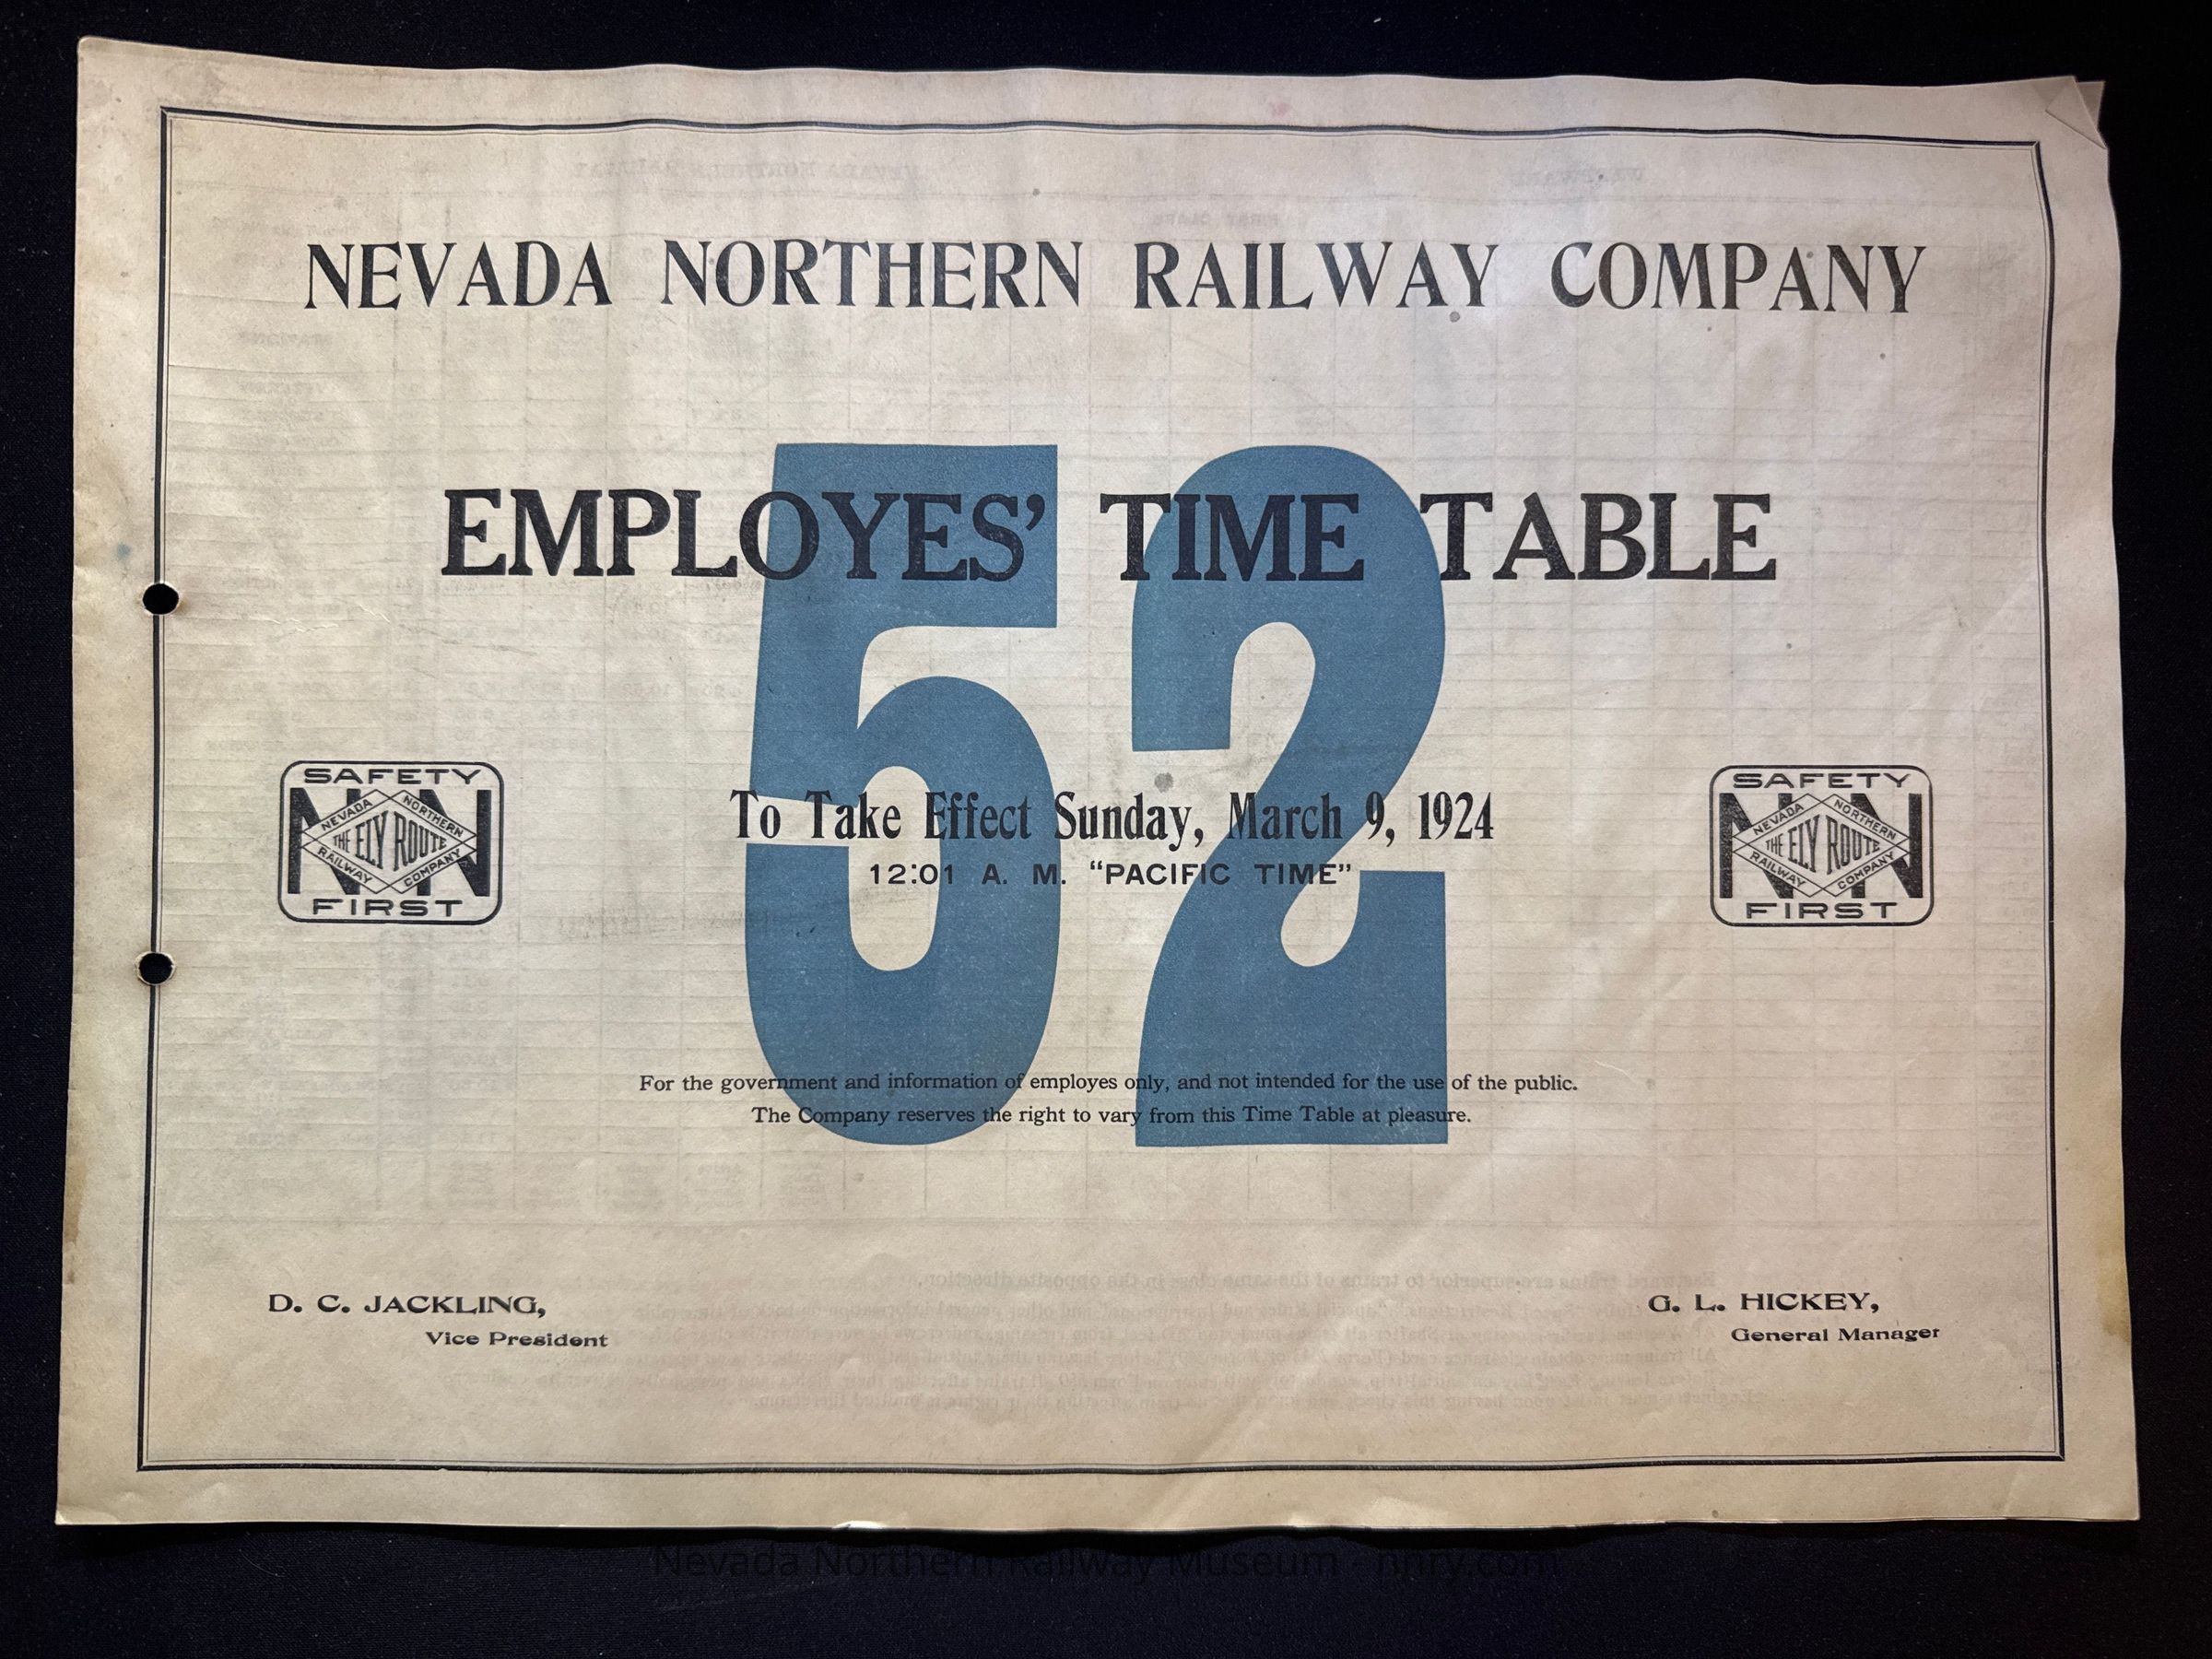 NEVADA NORTHERN RAILWAY COMPANY
52
EMPLOYES' TIME TABLE
SAFETY
NN
NEVADA NORTHERN
THE ELY ROUTE
RAILWAY COMPANY
FIRST
To Take Effect Sunday, March 9, 1924
12:01 A. M. "PACIFIC TIME"
SAFETY
NN
NEVADA NORTHERN
THE ELY ROUTE
RAILWAY COMPANY
FIRST
For the government and information of employes only, and not intended for the use of the public.
The Company reserves the right to vary from this Time Table at pleasure.
D. C. JACKLING,
Vice President
G. L. HICKEY,
General Manager
Nevada Northern Railway Museum - nnry.com